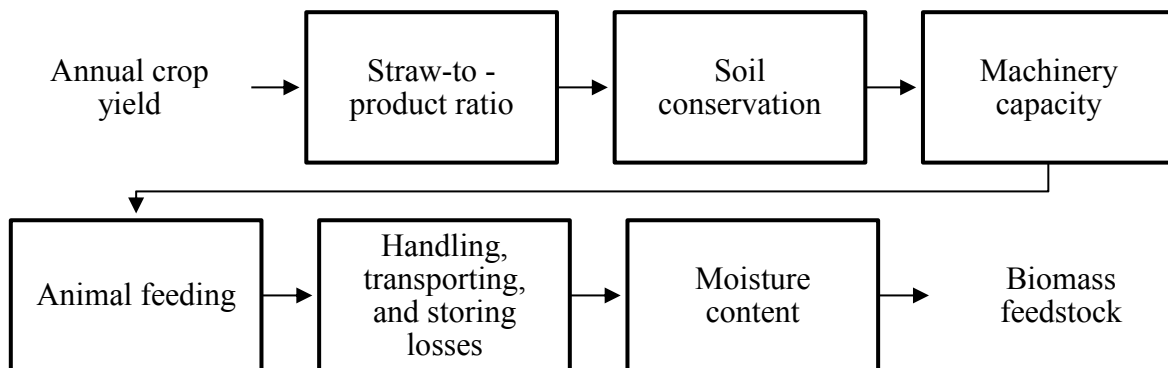 Annual crop
yield
Straw-to -
product ratio
Soil
conservation
Machinery
capacity
Animal feeding
Handling,
transporting,
and storing
losses
Moisture
content
Biomass
feedstock